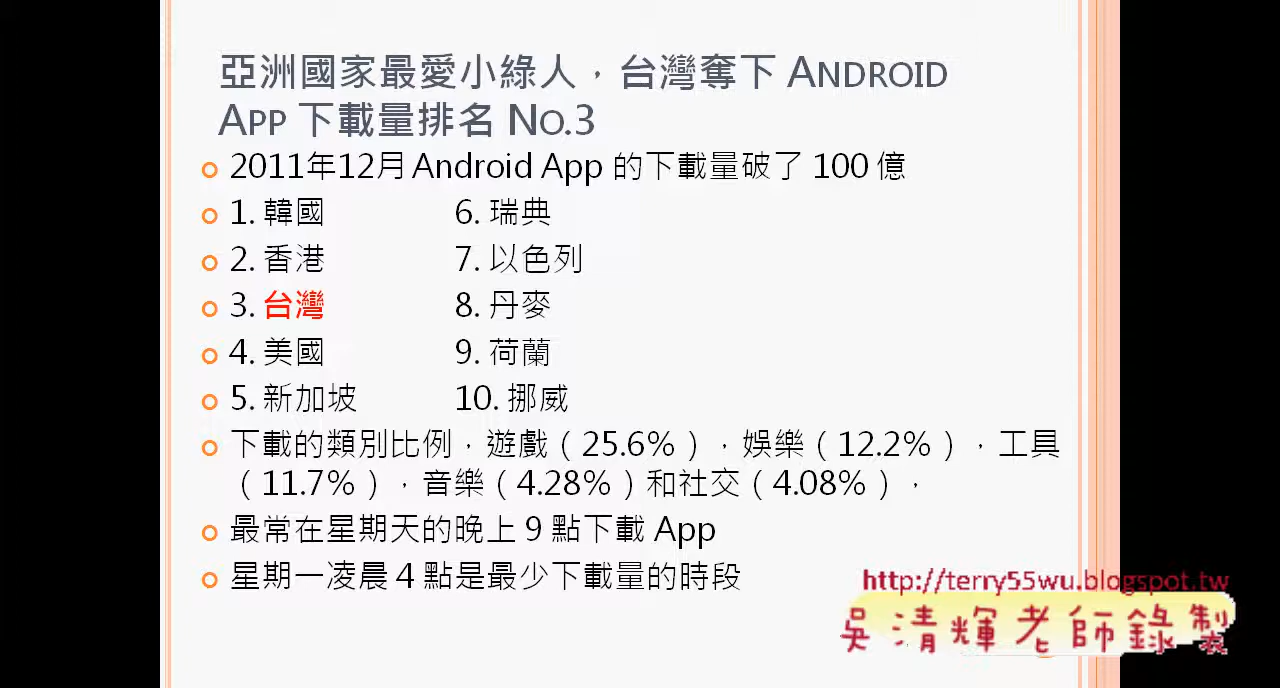 亞洲國家最愛小綠人，台灣奪下 ANDROID
APP 下載量排名 NO.3
2011年12月Android App 的下載量破了 100 億
1. 韓國 6. 瑞典
2. 香港 7. 以色列
3. 台灣 8. 丹麥
4. 美國 9. 荷蘭
5. 新加坡 10. 挪威
下載的類別比例，遊戲（25.6%），娛樂（12.2%），工具
（11.7%），音樂（4.28%）和社交（4.08%），
最常在星期天的晚上 9 點下載 App
星期一凌晨 4 點是最少下載量的時段
http://terry55wu.blogspot.tw
吳清輝老師錄製